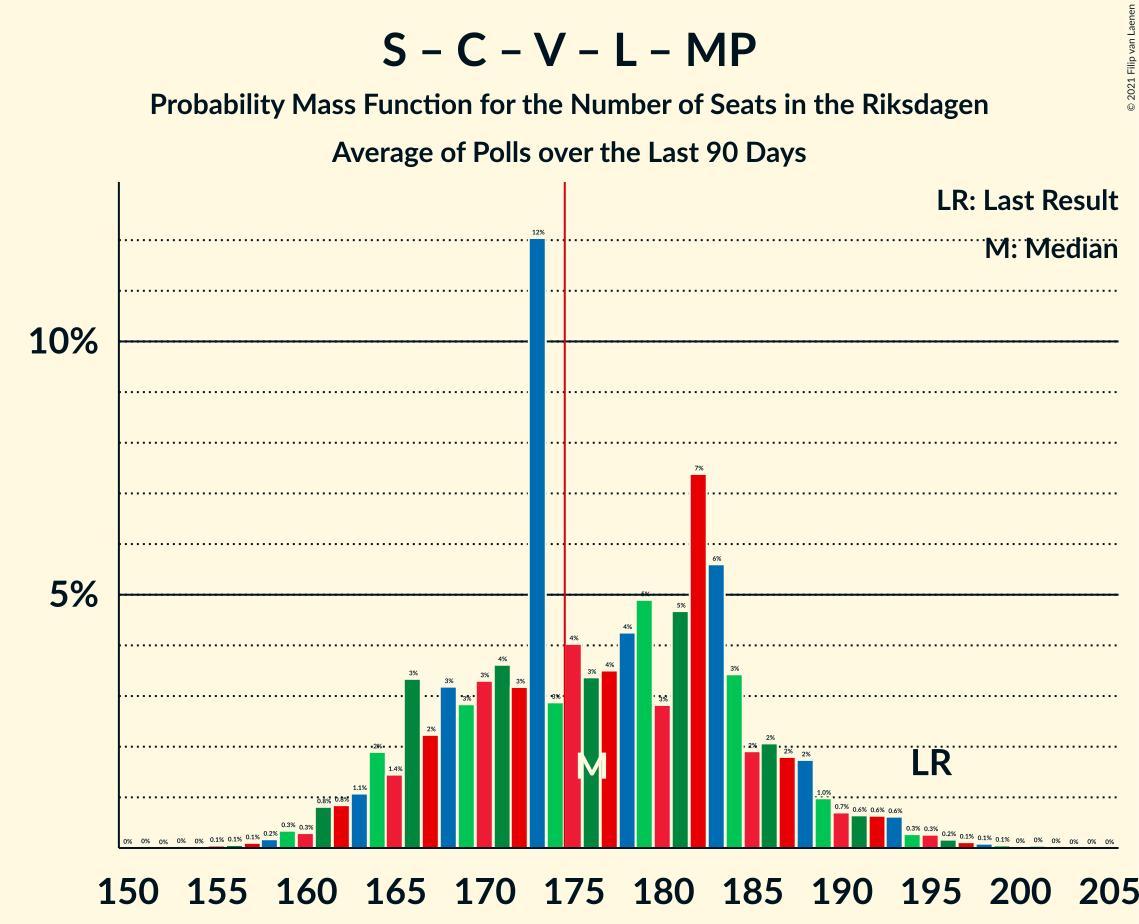 © 2021 Filip van Laenen
S – C – V – L – MP
Probability Mass Function for the Number of Seats in the Riksdagen
Average of Polls over the Last 90 Days
LR: Last Result
M: Median
12%
10%
7%
6%
5%
5% 5%
4% 4% 4% 4%
3% 3% 3% 3% 3% 3% 3% 3% 3%
2% 2% 2% 2% 2% 2%
M
LR
1.4%
1.1% 1.0%
0.8% 0.8% 0.7% 0.6% 0.6% 0.6%
0% 0% 0% 0% 0% 0.1% 0.1% 0.1% 0.2% 0.3% 0.3% 0.3% 0.3% 0.2% 0.1% 0.1% 0.1% 0% 0% 0% 0% 0% 0%
150 155 160 165 170 175 180 185 190 195 200 205